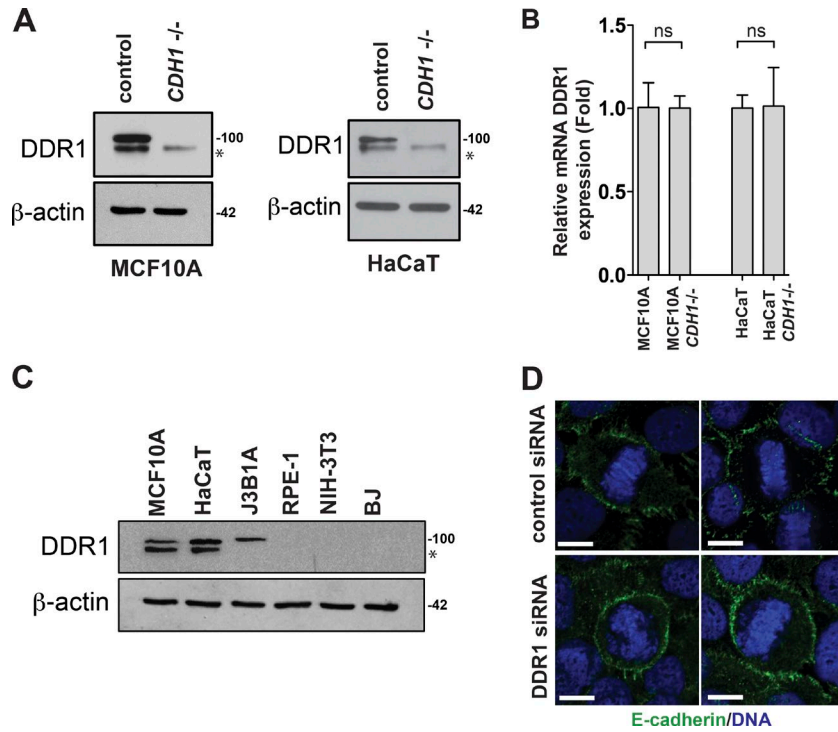 A
control
CDH1 -/-
DDR1
-100
*
β-actin
-42
MCF10A
control
CDH1 -/-
DDR1
-100
*
β-actin
-42
HaCaT
B
Relative mRNA DDR1
expression (Fold)
1.5
1.0
0.5
0.0
ns
ns
MCF10A
MCF10A
CDH1-/-
HaCaT
HaCaT
CDH1-/-
C
MCF10A
HaCaT
J3B1A
RPE-1
NIH-3T3
BJ
DDR1
-100
*
β-actin
-42
D
control siRNA
DDR1 siRNA
E-cadherin/DNA